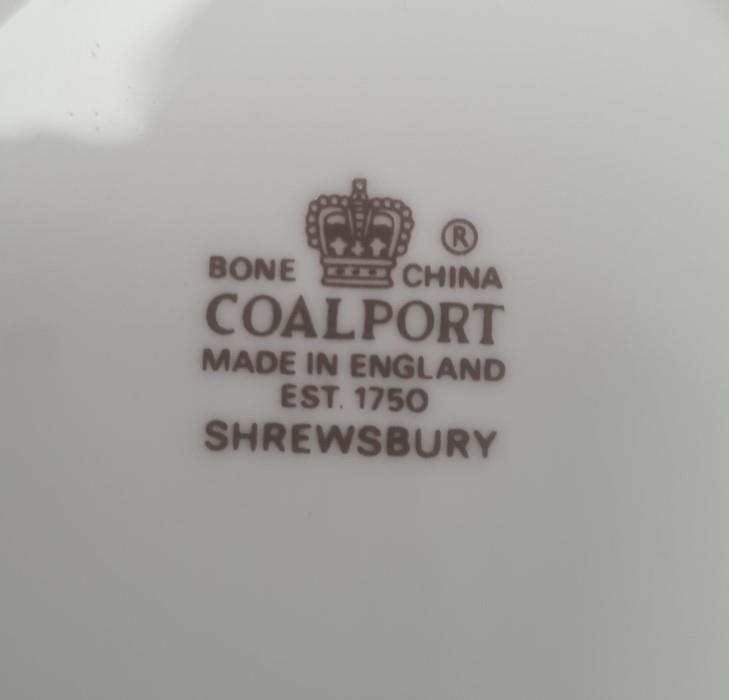 ®
BONE CHINA
COALPORT
MADE IN ENGLAND
EST. 1750
SHREWSBURY